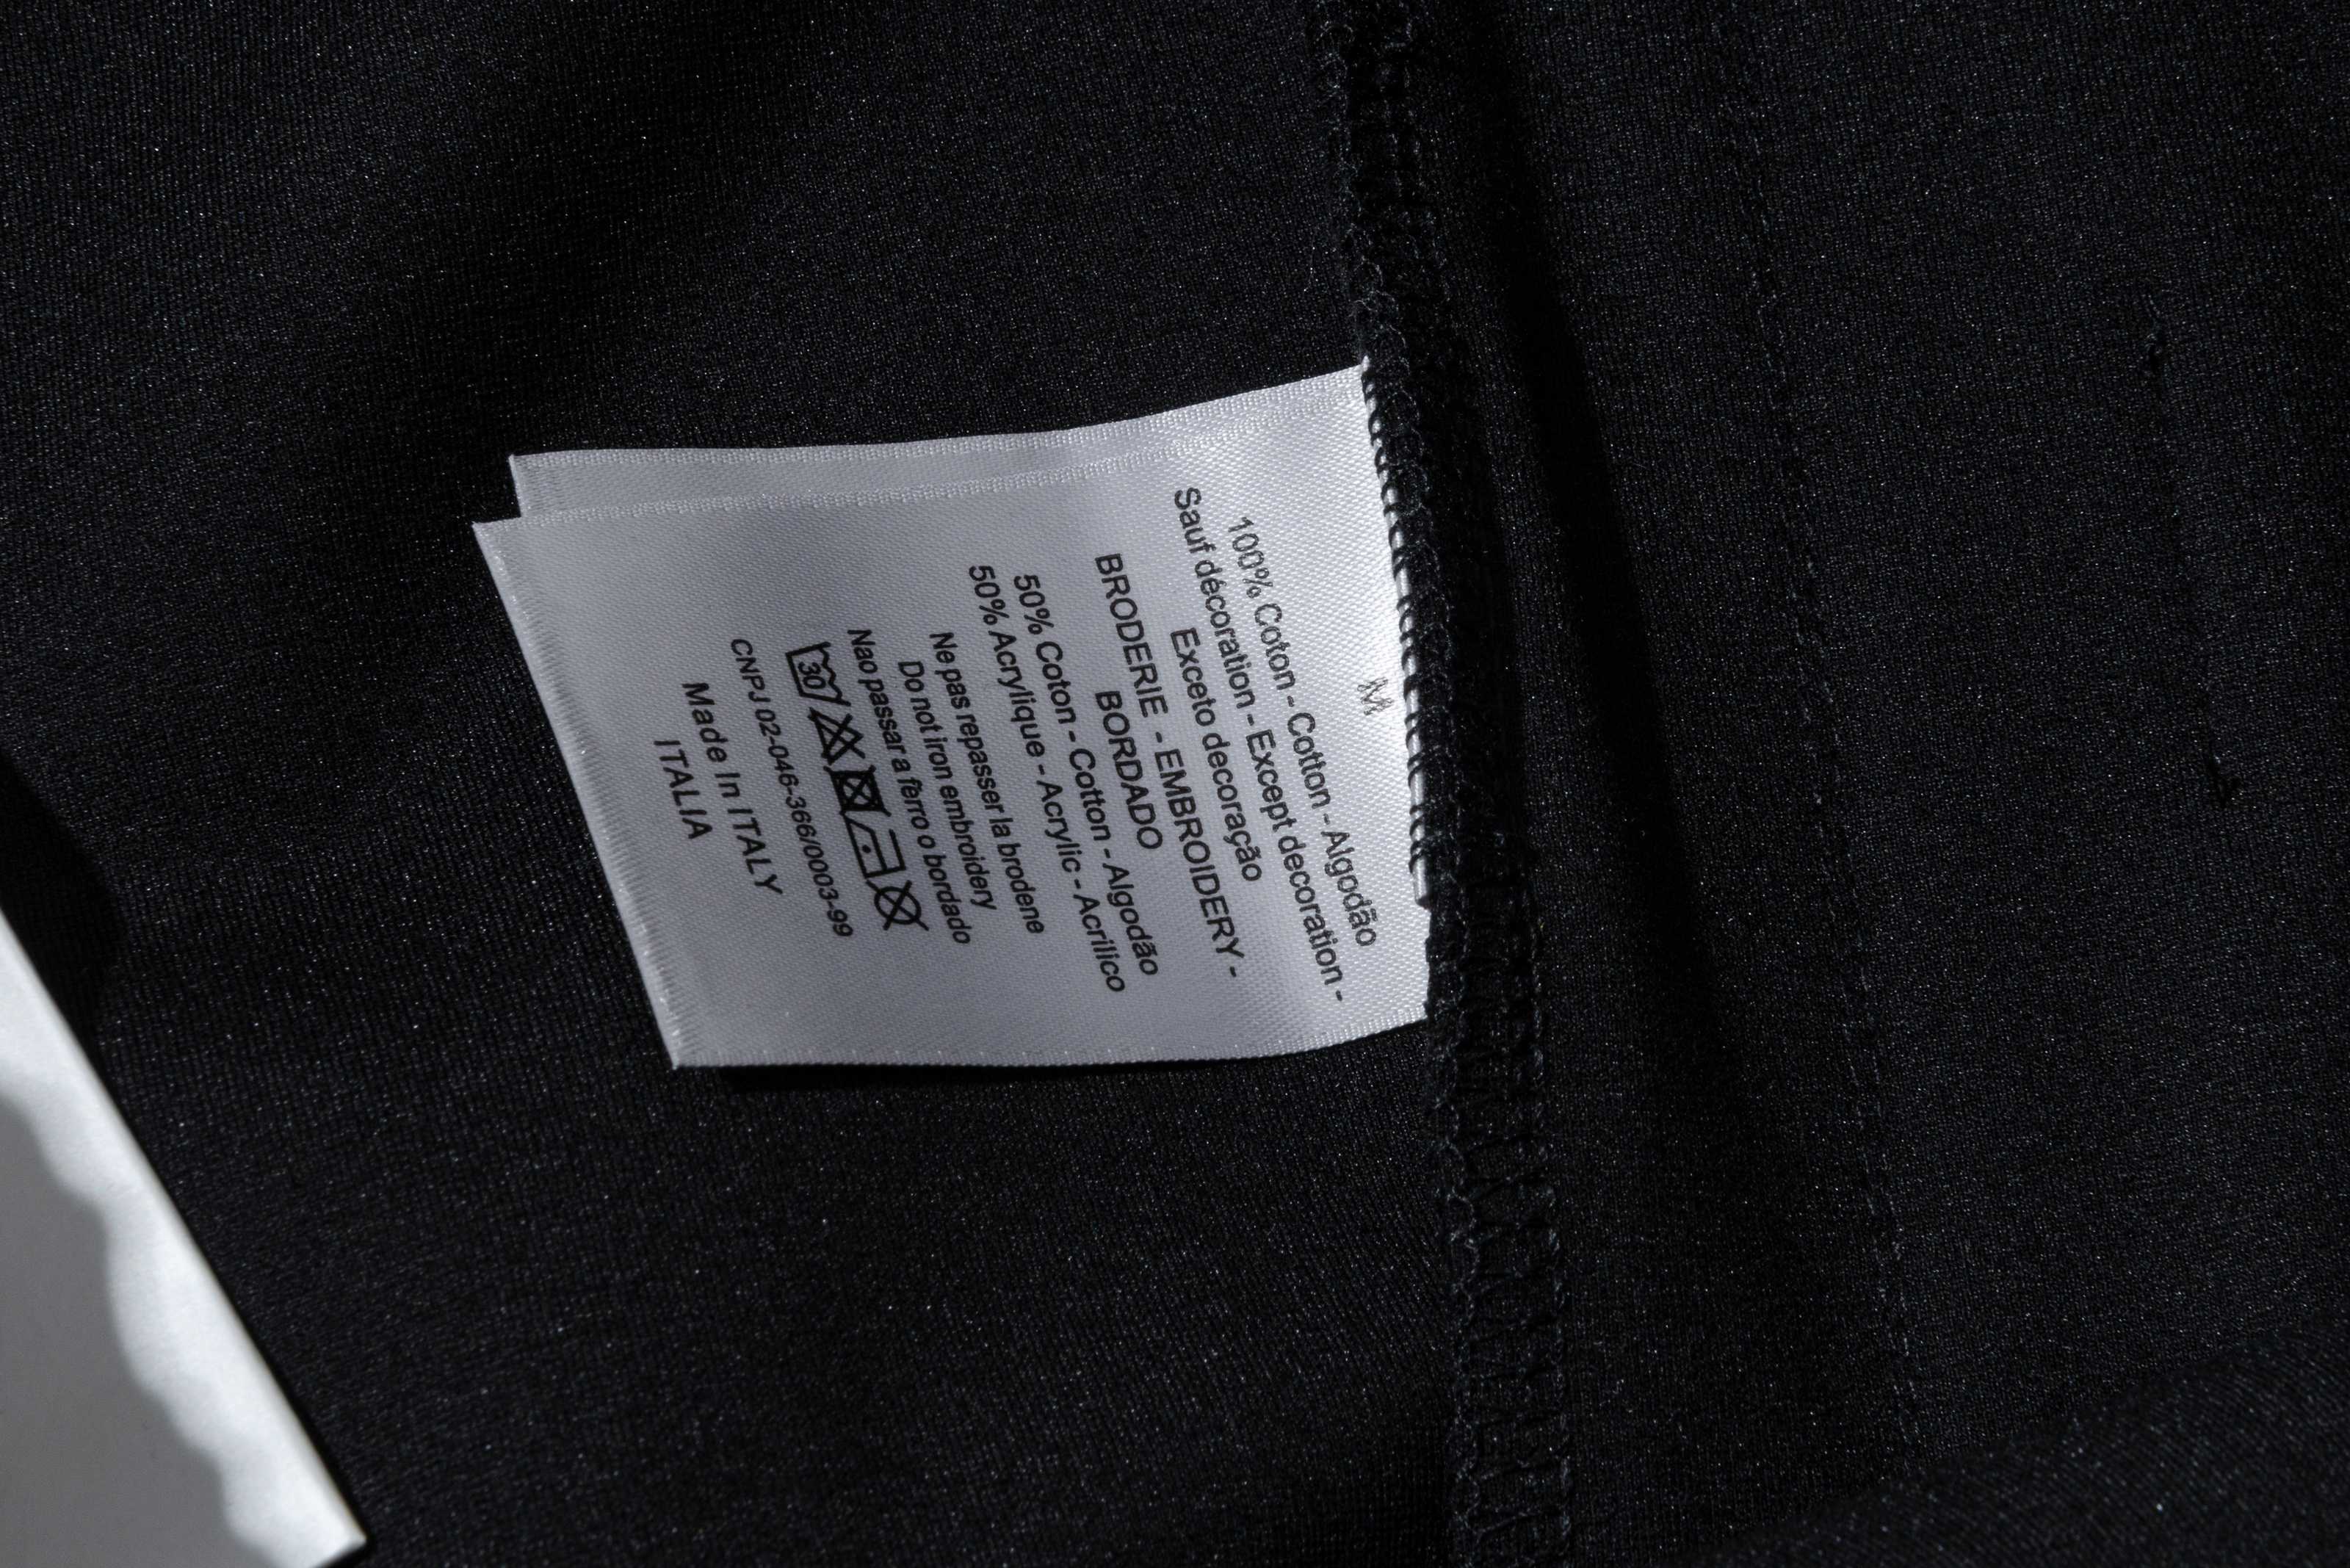 M
100% Coton - Cotton - Algodão
Sauf décoration - Except decoration -
Exceto decoração
BRODERIE - EMBROIDERY -
BORDADO
50% Coton - Cotton - Algodão
50% Acrylique - Acrylic - Acrilico
Ne pas repasser la brodene
Do not iron embroidery
Nao passar a ferro o bordado
30
CNPJ 02-046-366/0003-99
Made In ITALY
ITALIA